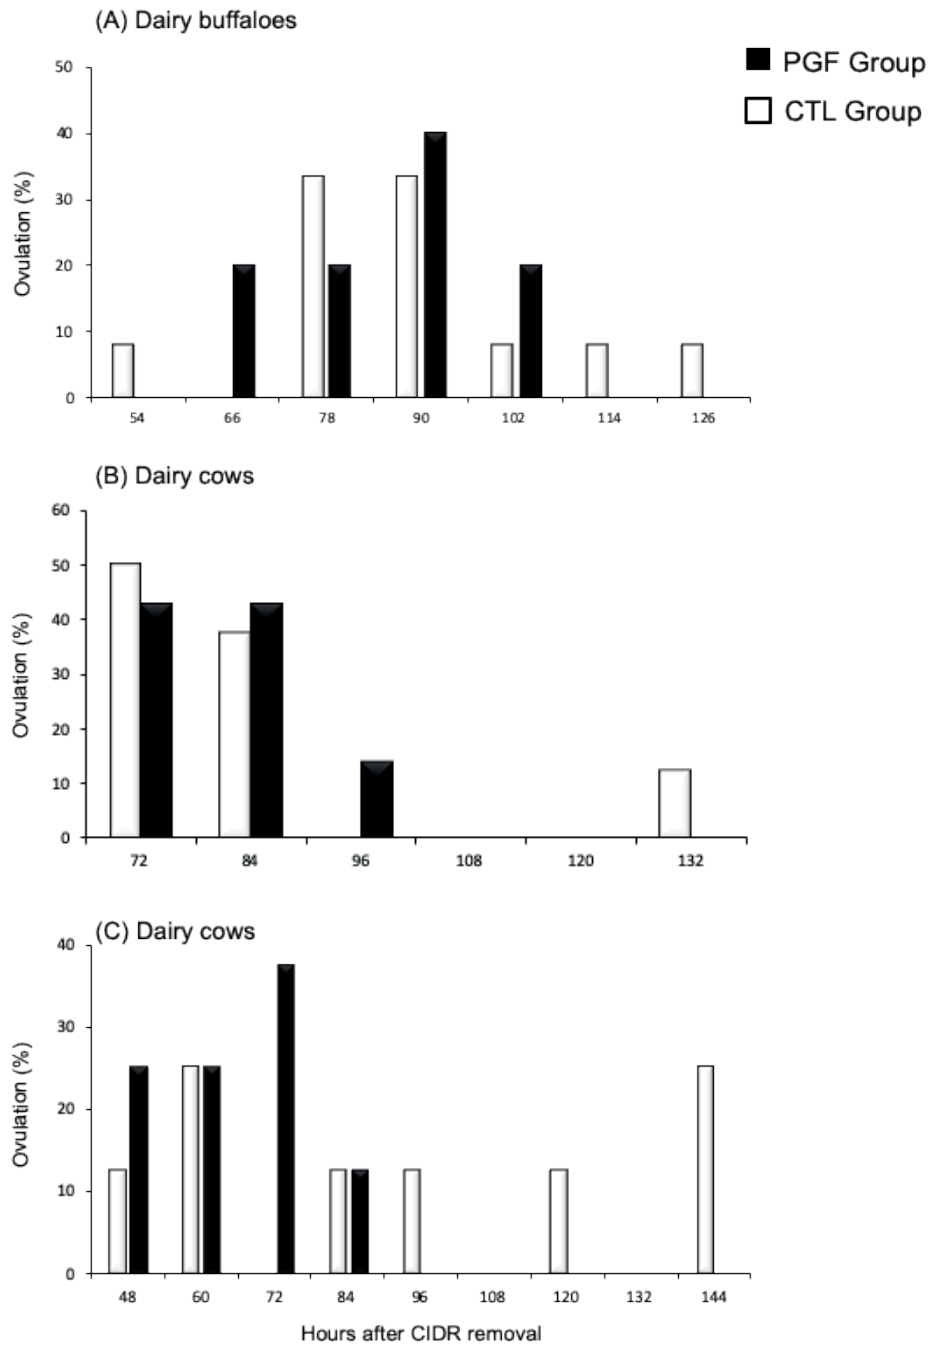 (A) Dairy buffaloes
PGF Group
CTL Group
Ovulation (%)
50
40
30
20
10
0
54 66 78 90 102 114 126
(B) Dairy cows
Ovulation (%)
60
50
40
30
20
10
0
72 84 96 108 120 132
(C) Dairy cows
Ovulation (%)
40
30
20
10
0
48 60 72 84 96 108 120 132 144
Hours after CIDR removal